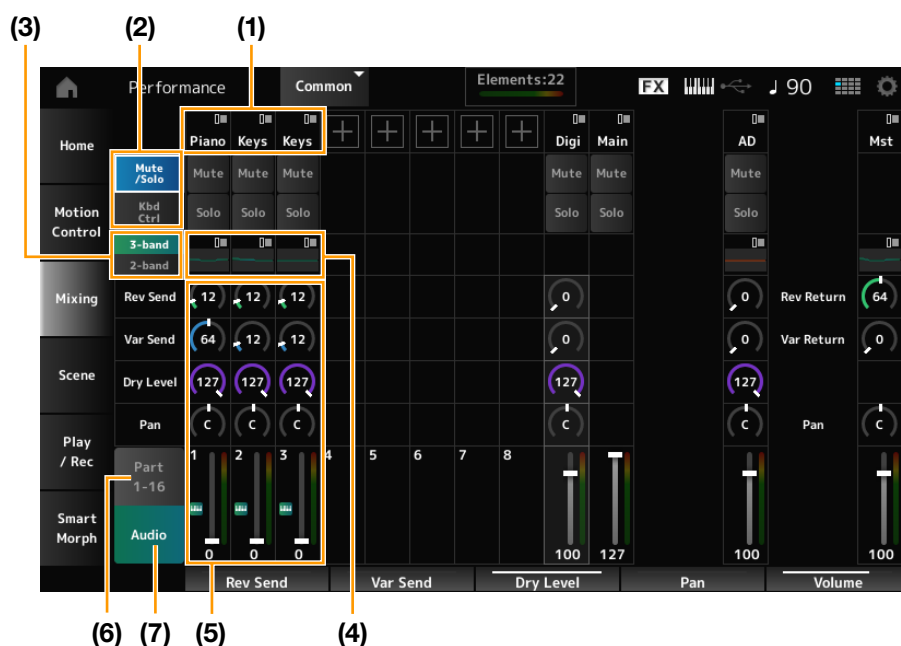 (3) (2) (1)
Performance Common Elements:22 FX ♩ 90
Home Piano Keys Keys + + + + + Digi Main AD Mst
Mute /Solo Mute Mute Mute Mute Mute Mute
Motion Control Kbd Ctrl Solo Solo Solo Solo Solo Solo
3-band
2-band
Mixing Rev Send 12 12 12 0 0 Rev Return 64
Var Send 64 12 12 0 0 Var Return 0
Scene Dry Level 127 127 127 127 127
Pan C C C C C Pan C
Play / Rec Part 1-16 1 2 3 4 5 6 7 8
Smart Morph Audio 0 0 0 100 127 100 100
Rev Send Var Send Dry Level Pan Volume
(6) (7) (5) (4)